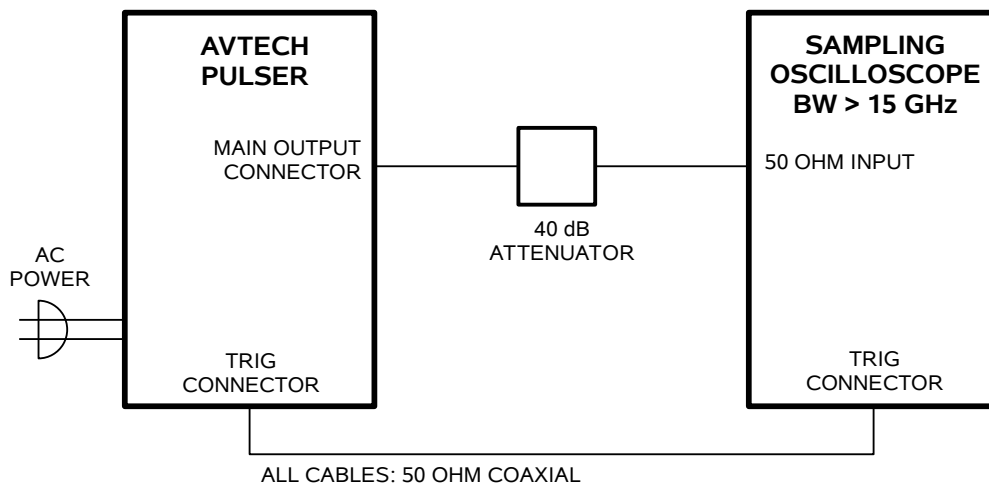 AVTECH
PULSER
SAMPLING
OSCILLOSCOPE
BW > 15 GHz
MAIN OUTPUT
CONNECTOR
50 OHM INPUT
40 dB
ATTENUATOR
AC
POWER
TRIG
CONNECTOR
TRIG
CONNECTOR
ALL CABLES: 50 OHM COAXIAL